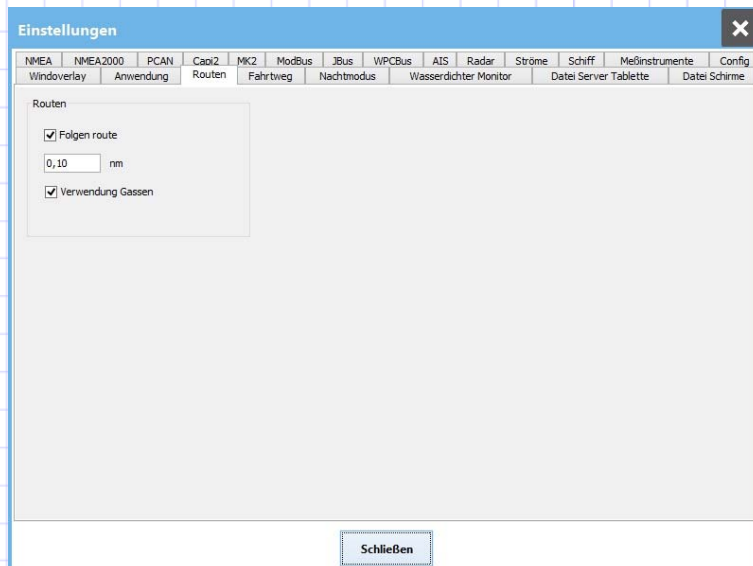 Einstellungen
NMEA NMEA2000 PCAN Capi2 MK2 ModBus JBus WPCBus AIS Radar Ströme Schiff Meßinstrumente Config
Windoverlay Anwendung Routen Fahrtweg Nachtmodus Wasserdichter Monitor Datei Server Tablette Datei Schirme
Routen
Folgen route
0,10 nm
Verwendung Gassen
Schließen